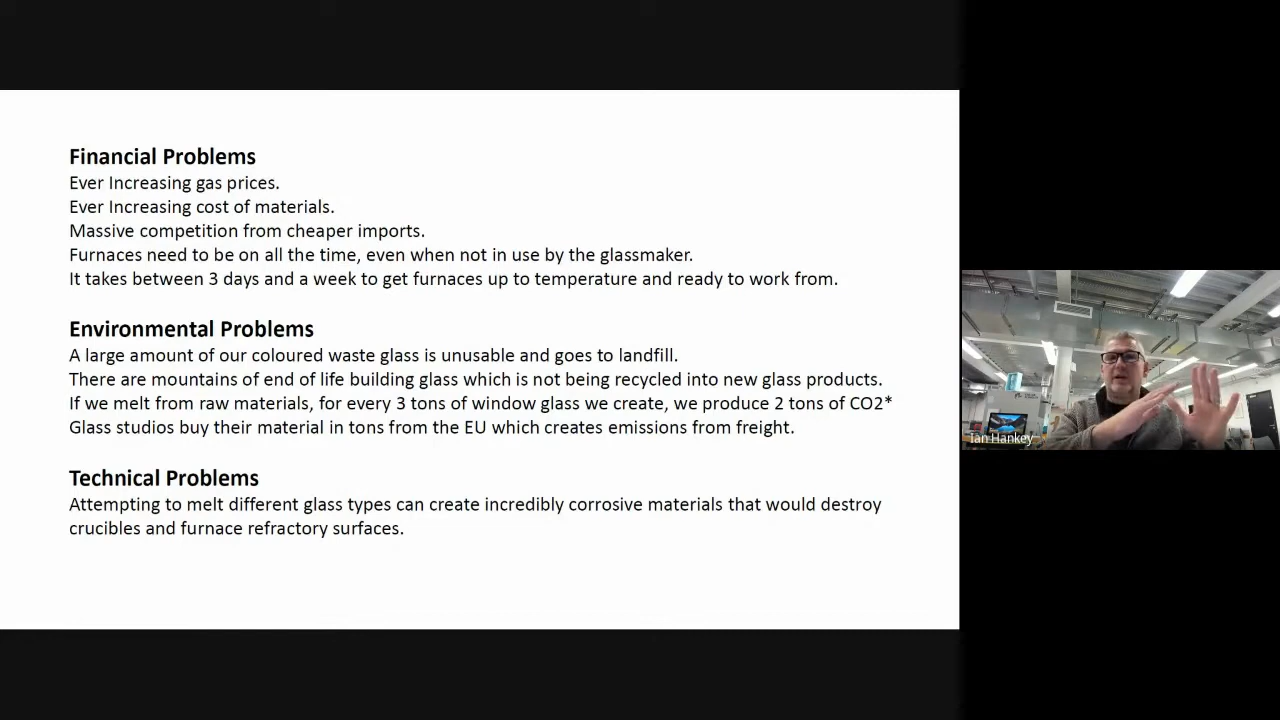 Financial Problems
Ever Increasing gas prices.
Ever Increasing cost of materials.
Massive competition from cheaper imports.
Furnaces need to be on all the time, even when not in use by the glassmaker.
It takes between 3 days and a week to get furnaces up to temperature and ready to work from.
Environmental Problems
A large amount of our coloured waste glass is unusable and goes to landfill.
There are mountains of end of life building glass which is not being recycled into new glass products.
If we melt from raw materials, for every 3 tons of window glass we create, we produce 2 tons of CO2*
Glass studios buy their material in tons from the EU which creates emissions from freight.
Technical Problems
Attempting to melt different glass types can create incredibly corrosive materials that would destroy
crucibles and furnace refractory surfaces.
Ian Hankey